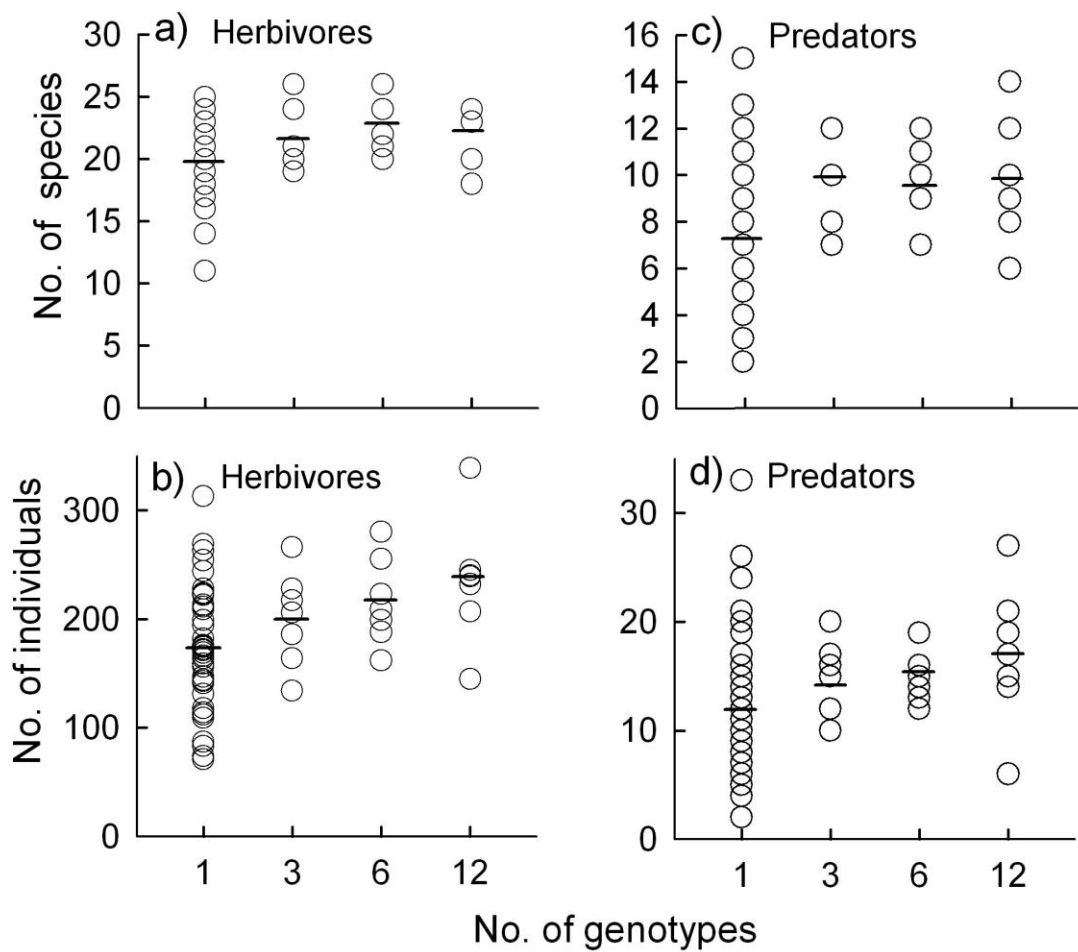 a) Herbivores
30
25
20
15
10
5
0
No. of species
c) Predators
16
14
12
10
8
6
4
2
0
b) Herbivores
300
200
100
0
No. of individuals
1 3 6 12
d) Predators
30
20
10
0
1 3 6 12
No. of genotypes